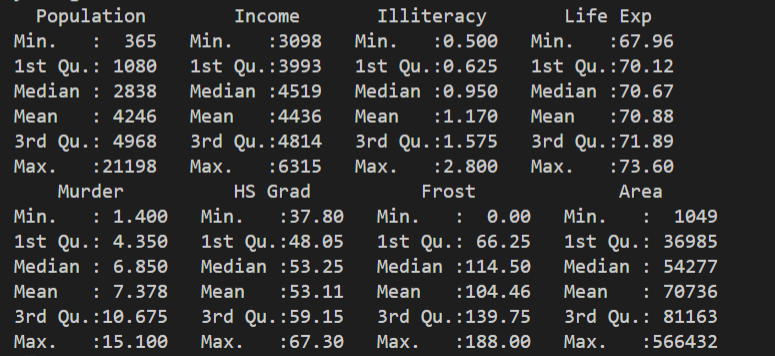 Population Income Illiteracy Life Exp
Min. : 365 Min. :3098 Min. :0.500 Min. :67.96
1st Qu.: 1080 1st Qu.:3993 1st Qu.:0.625 1st Qu.:70.12
Median : 2838 Median :4519 Median :0.950 Median :70.67
Mean : 4246 Mean :4436 Mean :1.170 Mean :70.88
3rd Qu.: 4968 3rd Qu.:4814 3rd Qu.:1.575 3rd Qu.:71.89
Max. :21198 Max. :6315 Max. :2.800 Max. :73.60
Murder HS Grad Frost Area
Min. : 1.400 Min. :37.80 Min. : 0.00 Min. : 1049
1st Qu.: 4.350 1st Qu.:48.05 1st Qu.: 66.25 1st Qu.: 36985
Median : 6.850 Median :53.25 Median :114.50 Median : 54277
Mean : 7.378 Mean :53.11 Mean :104.46 Mean : 70736
3rd Qu.:10.675 3rd Qu.:59.15 3rd Qu.:139.75 3rd Qu.: 81163
Max. :15.100 Max. :67.30 Max. :188.00 Max. :566432